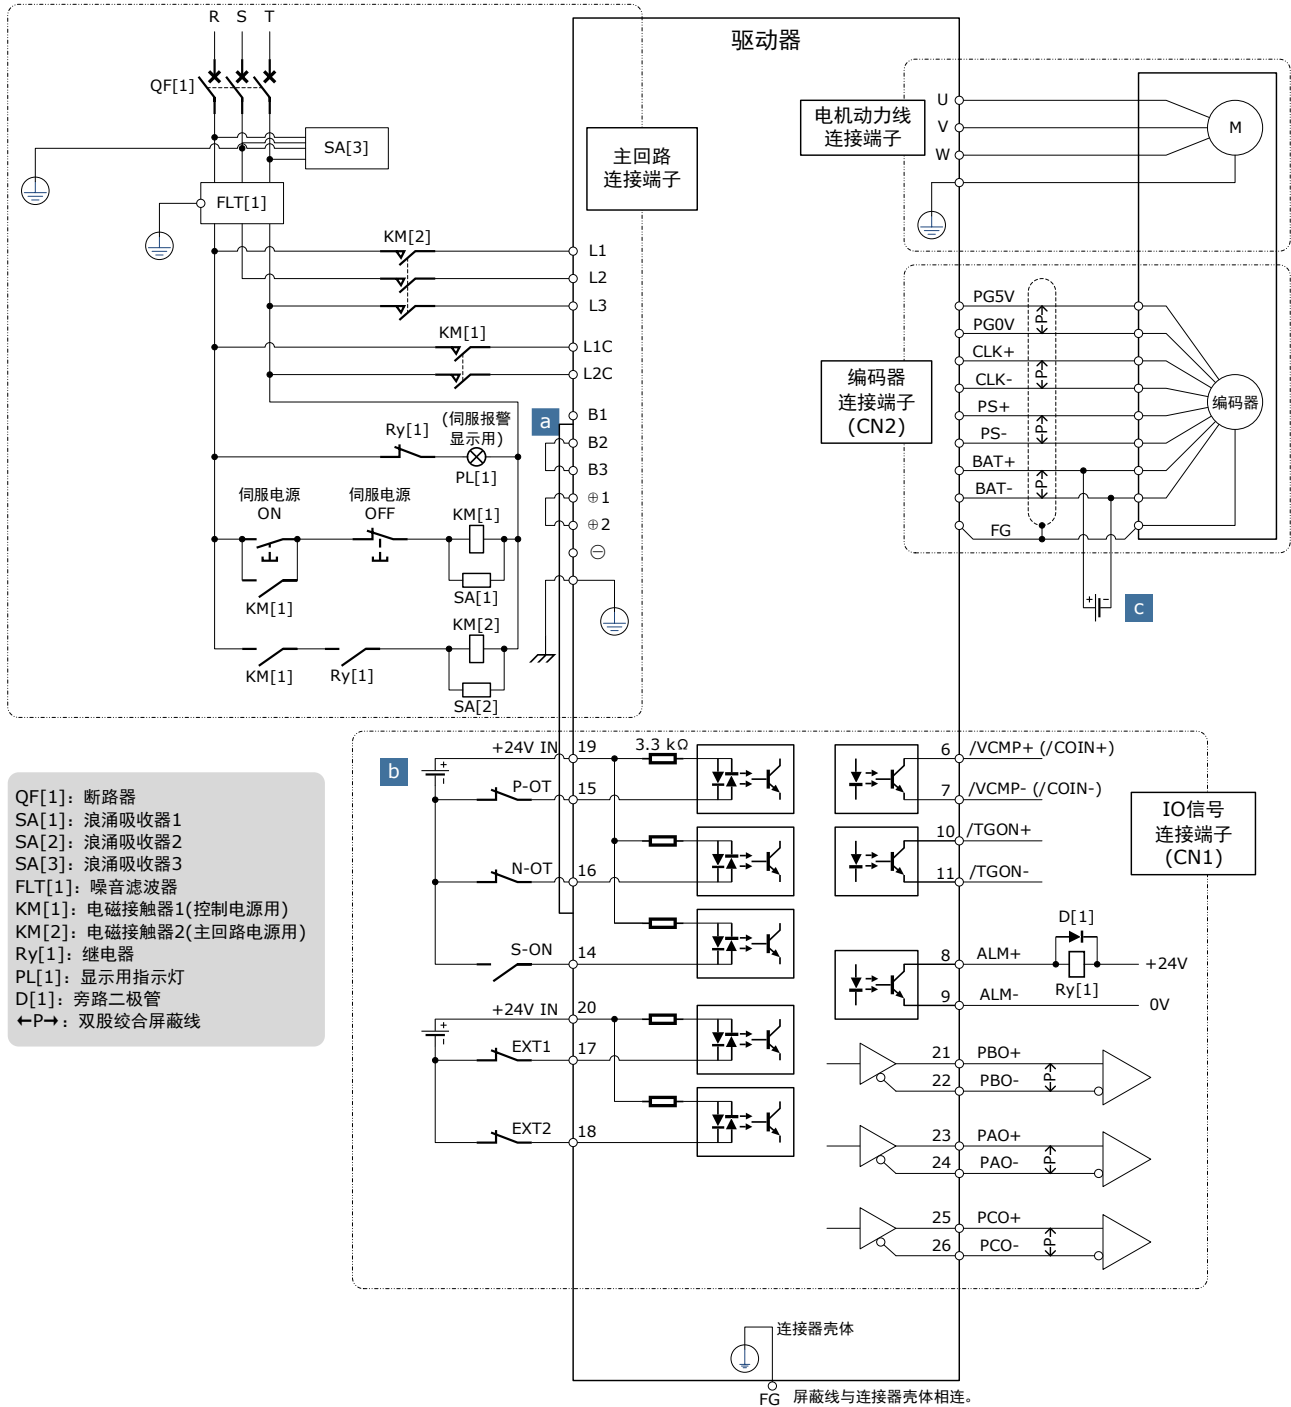 R S T
驱动器
QF[1]
SA[3]
FLT[1]
主回路
连接端子
KM[2]
L1
L2
L3
KM[1]
L1C
L2C
a
B1
B2
B3
⊕1
⊕2
⊖
Ry[1]
(伺服报警
显示用)
PL[1]
伺服电源
ON
伺服电源
OFF
KM[1]
KM[1]
SA[1]
KM[2]
KM[1]
Ry[1]
SA[2]
电机动力线
连接端子
U
V
W
M
编码器
连接端子
(CN2)
PG5V
PG0V
CLK+
CLK-
PS+
PS-
BAT+
BAT-
FG
P
P
P
P
编码器
+ -
c
QF[1]：断路器
SA[1]：浪涌吸收器1
SA[2]：浪涌吸收器2
SA[3]：浪涌吸收器3
FLT[1]：噪音滤波器
KM[1]：电磁接触器1(控制电源用)
KM[2]：电磁接触器2(主回路电源用)
Ry[1]：继电器
PL[1]：显示用指示灯
D[1]：旁路二极管
←P→：双股绞合屏蔽线
b
+
-
+24V IN 19
3.3 kΩ
P-OT 15
N-OT 16
S-ON 14
+
-
+24V IN 20
EXT1 17
EXT2 18
6 /VCMP+ (/COIN+)
7 /VCMP- (/COIN-)
10 /TGON+
11 /TGON-
IO信号
连接端子
(CN1)
D[1]
8 ALM+
+24V
Ry[1]
9 ALM-
0V
21 PBO+
P
22 PBO-
23 PAO+
P
24 PAO-
25 PCO+
P
26 PCO-
连接器壳体
FG 屏蔽线与连接器壳体相连。